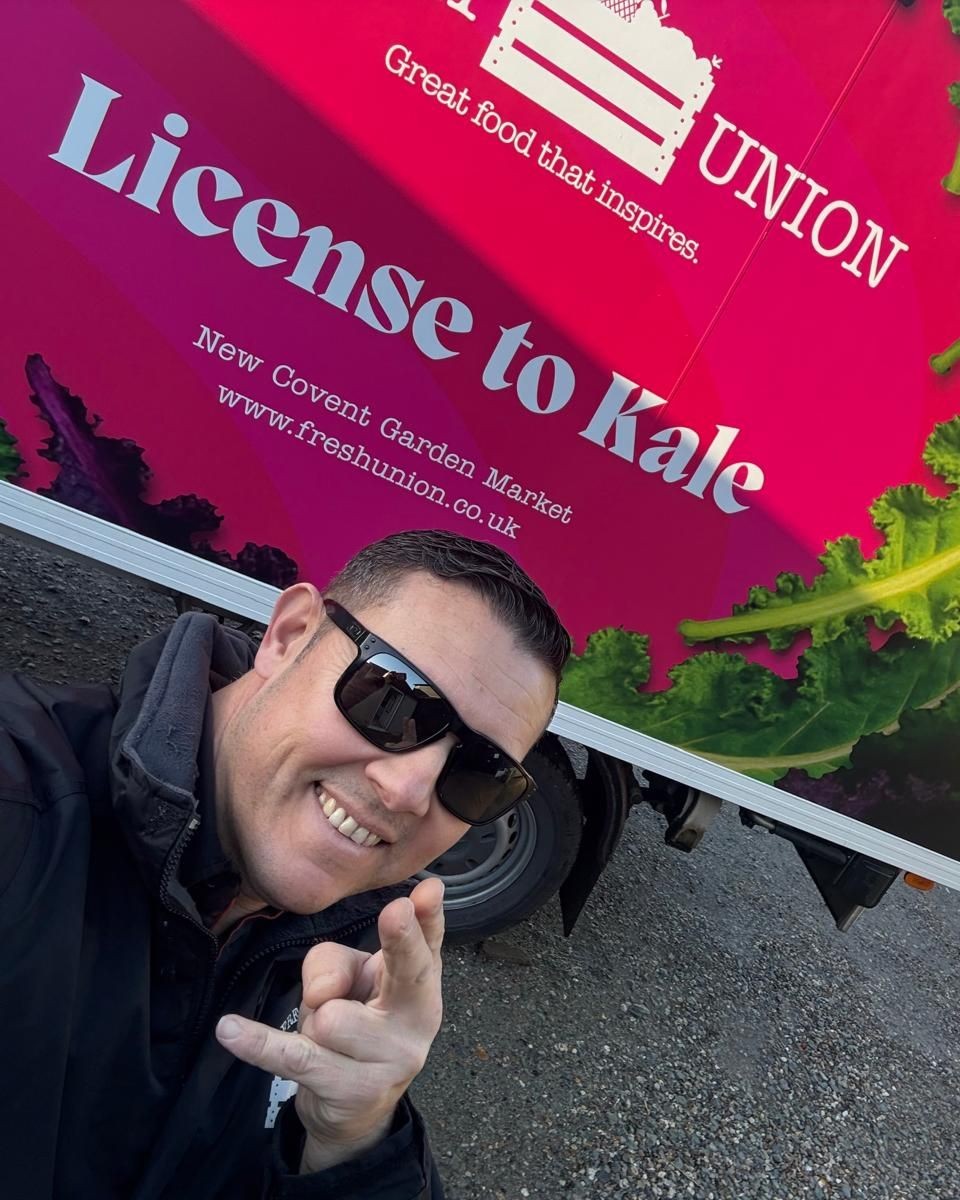 UNION
Great food that inspires.
License to Kale
New Covent Garden Market
www.freshunion.co.uk